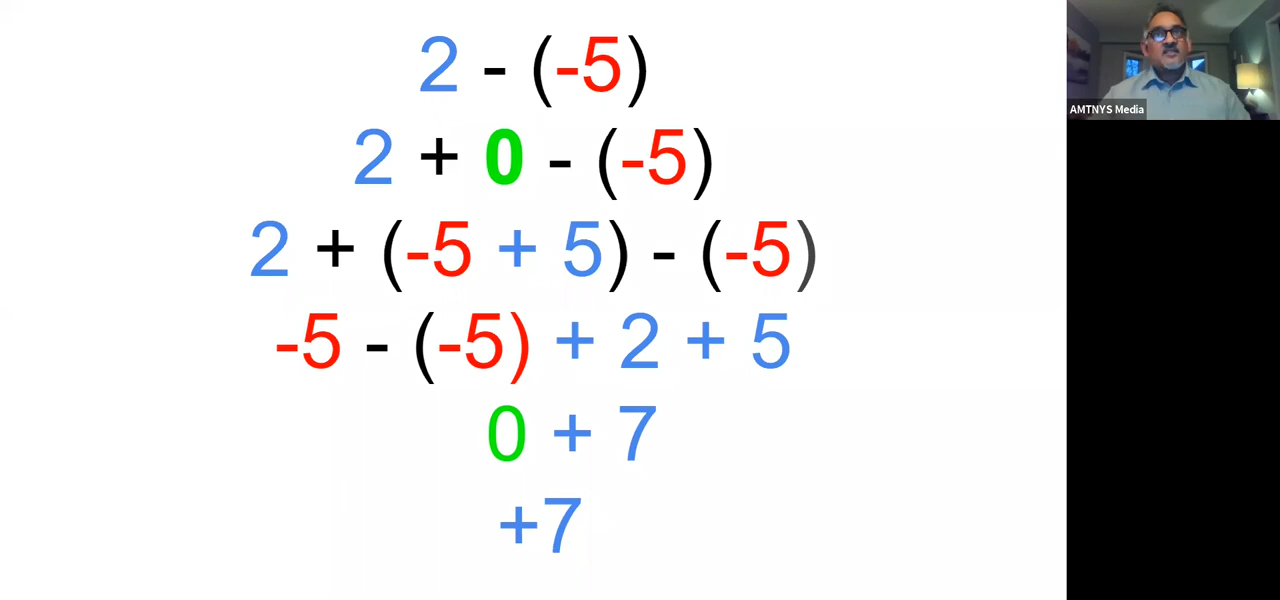 2 - (-5)
2 + 0 - (-5)
2 + (-5 + 5) - (-5)
-5 - (-5) + 2 + 5
0 + 7
+7
AMTNYS Media